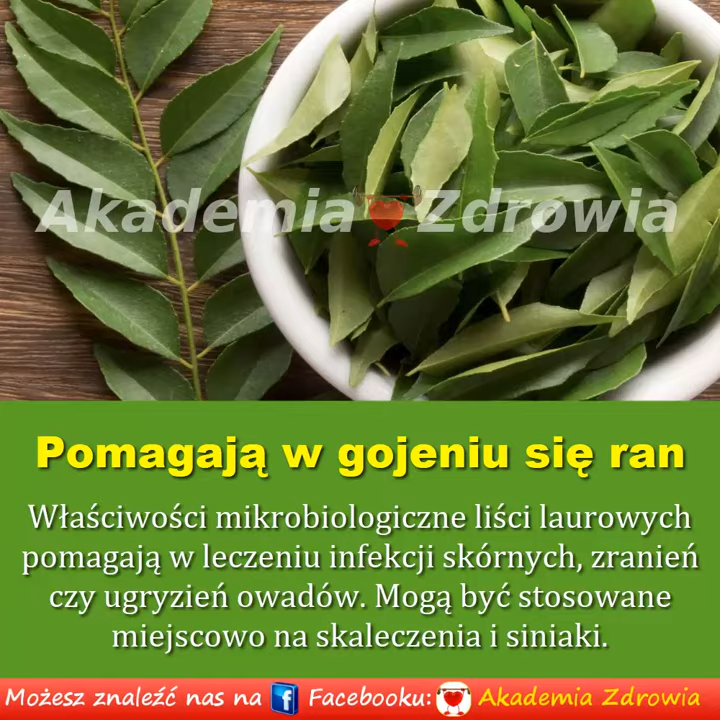 Akademia Zdrowia
Pomagają w gojeniu się ran
Właściwości mikrobiologiczne liści laurowych
pomagają w leczeniu infekcji skórnych, zranień
czy ugryzień owadów. Mogą być stosowane
miejscowo na skaleczenia i siniaki.
Możesz znaleźć nas na f Facebooku: Akademia Zdrowia